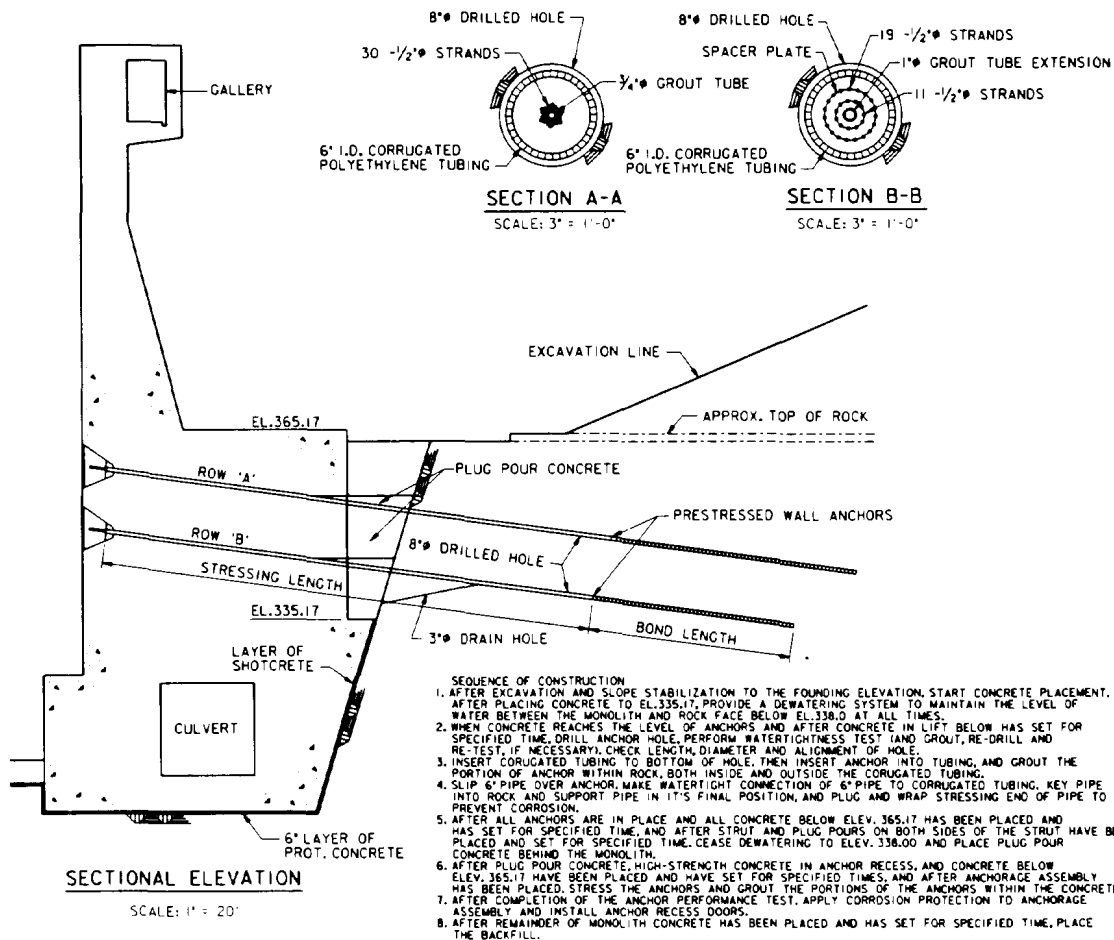 8"ø DRILLED HOLE
30 -1/2"ø STRANDS
3/4"ø GROUT TUBE
6" I.D. CORRUGATED
POLYETHYLENE TUBING
SECTION A-A
SCALE: 3" = 1'-0"
8"ø DRILLED HOLE
19 -1/2"ø STRANDS
SPACER PLATE
1"ø GROUT TUBE EXTENSION
11 -1/2"ø STRANDS
6" I.D. CORRUGATED
POLYETHYLENE TUBING
SECTION B-B
SCALE: 3" = 1'-0"
GALLERY
EXCAVATION LINE
APPROX. TOP OF ROCK
EL.365.17
PLUG POUR CONCRETE
ROW 'A'
PRESTRESSED WALL ANCHORS
ROW 'B'
8"ø DRILLED HOLE
STRESSING LENGTH
EL.335.17
BOND LENGTH
3"ø DRAIN HOLE
LAYER OF
SHOTCRETE
CULVERT
6" LAYER OF
PROT. CONCRETE
SECTIONAL ELEVATION
SCALE: 1" = 20'
SEQUENCE OF CONSTRUCTION
1. AFTER EXCAVATION AND SLOPE STABILIZATION TO THE FOUNDING ELEVATION, START CONCRETE PLACEMENT.
AFTER PLACING CONCRETE TO EL.335.17, PROVIDE A DEWATERING SYSTEM TO MAINTAIN THE LEVEL OF
WATER BETWEEN THE MONOLITH AND ROCK FACE BELOW EL.338.0 AT ALL TIMES.
2. WHEN CONCRETE REACHES THE LEVEL OF ANCHORS AND AFTER CONCRETE IN LIFT BELOW HAS SET FOR
SPECIFIED TIME, DRILL ANCHOR HOLE, PERFORM WATERTIGHTNESS TEST (AND GROUT, RE-DRILL AND
RE-TEST, IF NECESSARY). CHECK LENGTH, DIAMETER AND ALIGNMENT OF HOLE.
3. INSERT CORUGATED TUBING TO BOTTOM OF HOLE, THEN INSERT ANCHOR INTO TUBING, AND GROUT THE
PORTION OF ANCHOR WITHIN ROCK, BOTH INSIDE AND OUTSIDE THE CORUGATED TUBING.
4. SLIP 6" PIPE OVER ANCHOR, MAKE WATERTIGHT CONNECTION OF 6" PIPE TO CORRUGATED TUBING, KEY PIPE
INTO ROCK AND SUPPORT PIPE IN IT'S FINAL POSITION, AND PLUG AND WRAP STRESSING END OF PIPE TO
PREVENT CORROSION.
5. AFTER ALL ANCHORS ARE IN PLACE AND ALL CONCRETE BELOW ELEV. 365.17 HAS BEEN PLACED AND
HAS SET FOR SPECIFIED TIME, AND AFTER STRUT AND PLUG POURS ON BOTH SIDES OF THE STRUT HAVE BE
PLACED AND SET FOR SPECIFIED TIME. CEASE DEWATERING TO ELEV. 338.00 AND PLACE PLUG POUR
CONCRETE BEHIND THE MONOLITH.
6. AFTER PLUG POUR CONCRETE, HIGH-STRENGTH CONCRETE IN ANCHOR RECESS, AND CONCRETE BELOW
ELEV. 365.17 HAVE BEEN PLACED AND HAVE SET FOR SPECIFIED TIMES, AND AFTER ANCHORAGE ASSEMBLY
HAS BEEN PLACED, STRESS THE ANCHORS AND GROUT THE PORTIONS OF THE ANCHORS WITHIN THE CONCRETE
7. AFTER COMPLETION OF THE ANCHOR PERFORMANCE TEST, APPLY CORROSION PROTECTION TO ANCHORAGE
ASSEMBLY AND INSTALL ANCHOR RECESS DOORS.
8. AFTER REMAINDER OF MONOLITH CONCRETE HAS BEEN PLACED AND HAS SET FOR SPECIFIED TIME, PLACE
THE BACKFILL.